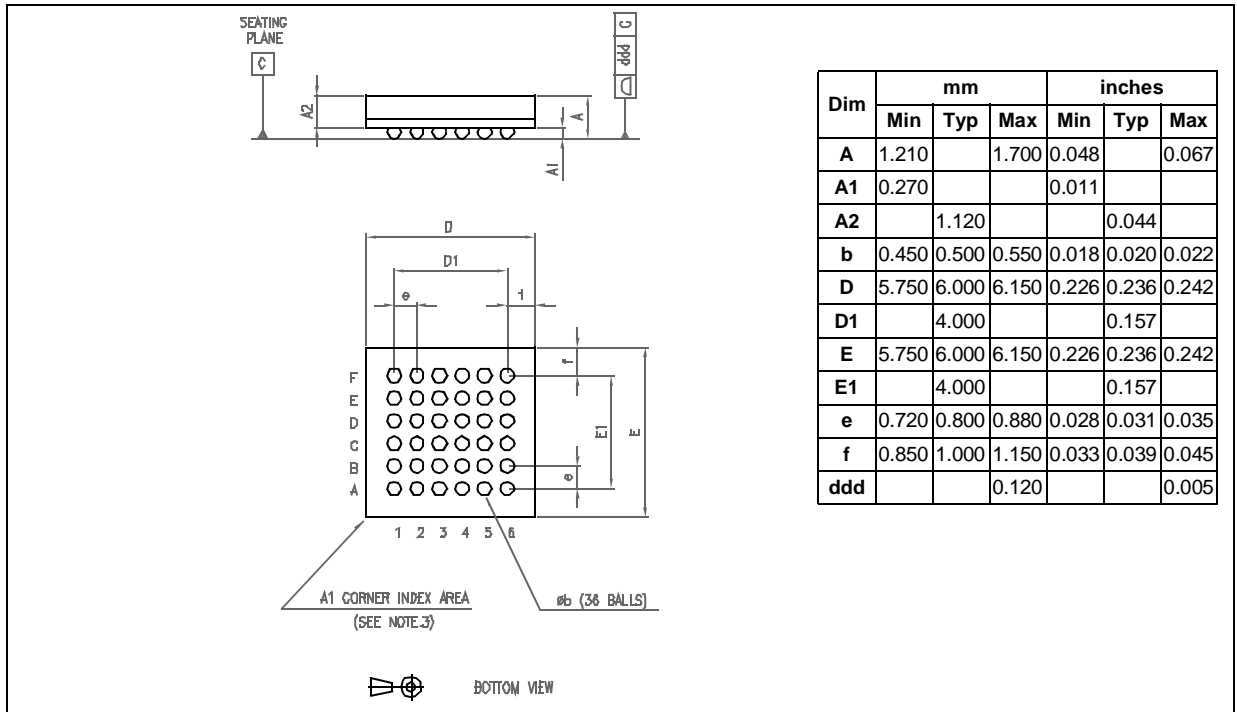 SEATING
PLANE
C
A2
A
A1
ddd C
D
D1
e
f
f
F
E
D
C
B
A
E1
E
e
1 2 3 4 5 6
A1 CORNER INDEX AREA
(SEE NOTE.3)
øb (36 BALLS)
BOTTOM VIEW
Dim mm inches
Min Typ Max Min Typ Max
A 1.210 1.700 0.048 0.067
A1 0.270 0.011
A2 1.120 0.044
b 0.450 0.500 0.550 0.018 0.020 0.022
D 5.750 6.000 6.150 0.226 0.236 0.242
D1 4.000 0.157
E 5.750 6.000 6.150 0.226 0.236 0.242
E1 4.000 0.157
e 0.720 0.800 0.880 0.028 0.031 0.035
f 0.850 1.000 1.150 0.033 0.039 0.045
ddd 0.120 0.005